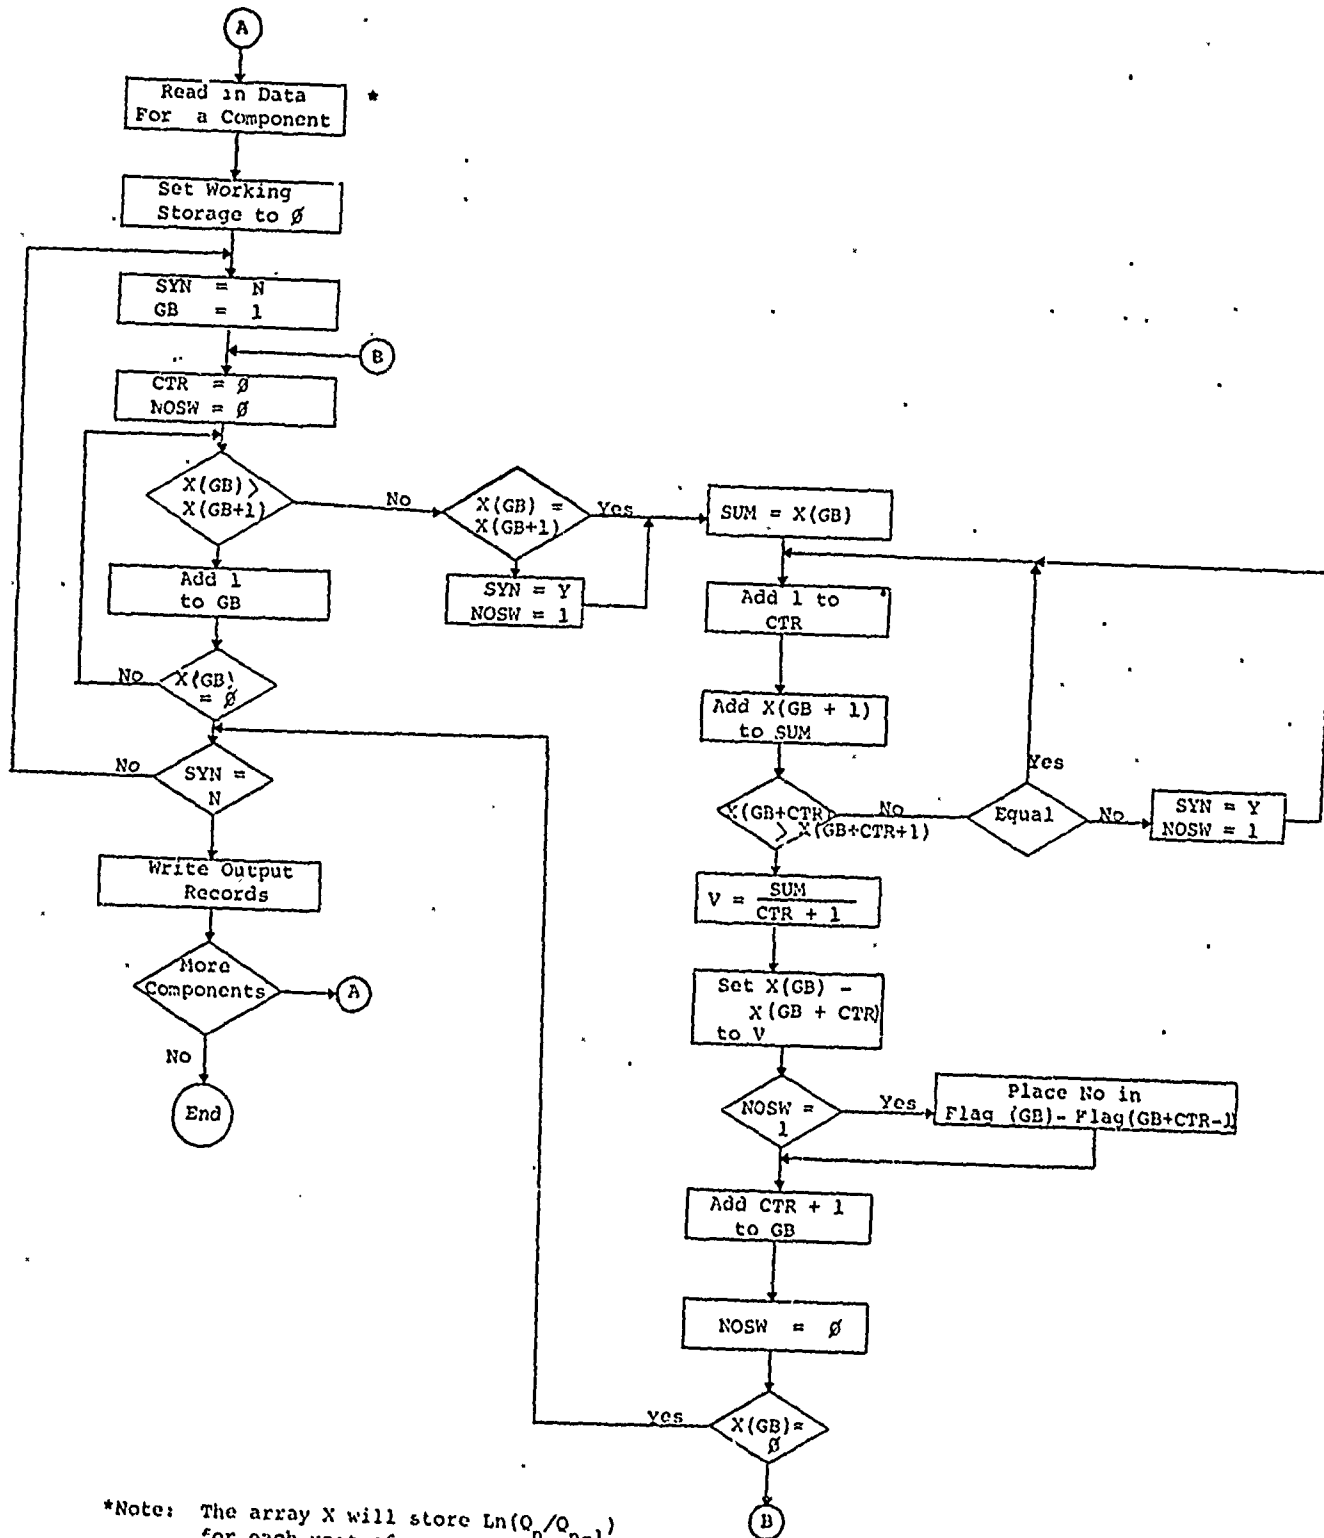 A
Read in Data
For a Component
*
Set Working
Storage to Ø
SYN = N
GB = 1
B
CTR = Ø
NOSW = Ø
X(GB) >
X(GB+1)
No
X(GB) =
X(GB+1)
Yes
SYN = Y
NOSW = 1
Add 1
to GB
No
X(GB)
= Ø
No
SYN =
N
Write Output
Records
More
Components
A
No
End
SUM = X(GB)
Add 1 to
CTR
Add X(GB + 1)
to SUM
X(GB+CTR)
> X(GB+CTR+1)
No
Equal
Yes
No
SYN = Y
NOSW = 1
V = SUM
CTR + 1
Set X(GB) -
X(GB + CTR)
to V
NOSW =
1
Yes
Place No in
Flag (GB)- Flag(GB+CTR-1)
Add CTR + 1
to GB
NOSW = Ø
X(GB)=
Ø
Yes
B
*Note: The array X will store Ln(Qn/Qn-1)
for each